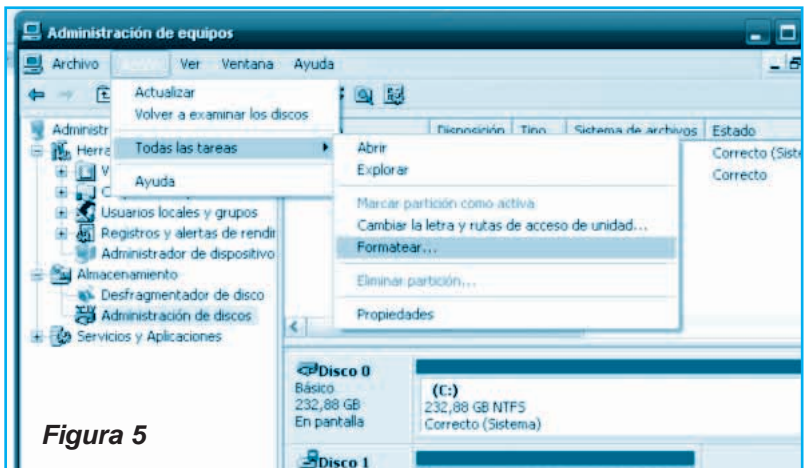 Administración de equipos
Archivo Ver Ventana Ayuda
Actualizar
Volver a examinar los discos
Todas las tareas
Ayuda
Abrir
Explorar
Marcar partición como activa
Cambiar la letra y rutas de acceso de unidad...
Formatear...
Eliminar partición...
Propiedades
Disposición Tipo Sistema de archivos Estado
Correcto (Siste
Correcto
Administr
Herra
Usuarios locales y grupos
Registros y alertas de rendir
Administrador de dispositivo
Almacenamiento
Desfragmentador de disco
Administración de discos
Servicios y Aplicaciones
Disco 0
Básico
232,88 GB
En pantalla
(C:)
232,88 GB NTFS
Correcto (Sistema)
Disco 1
Figura 5